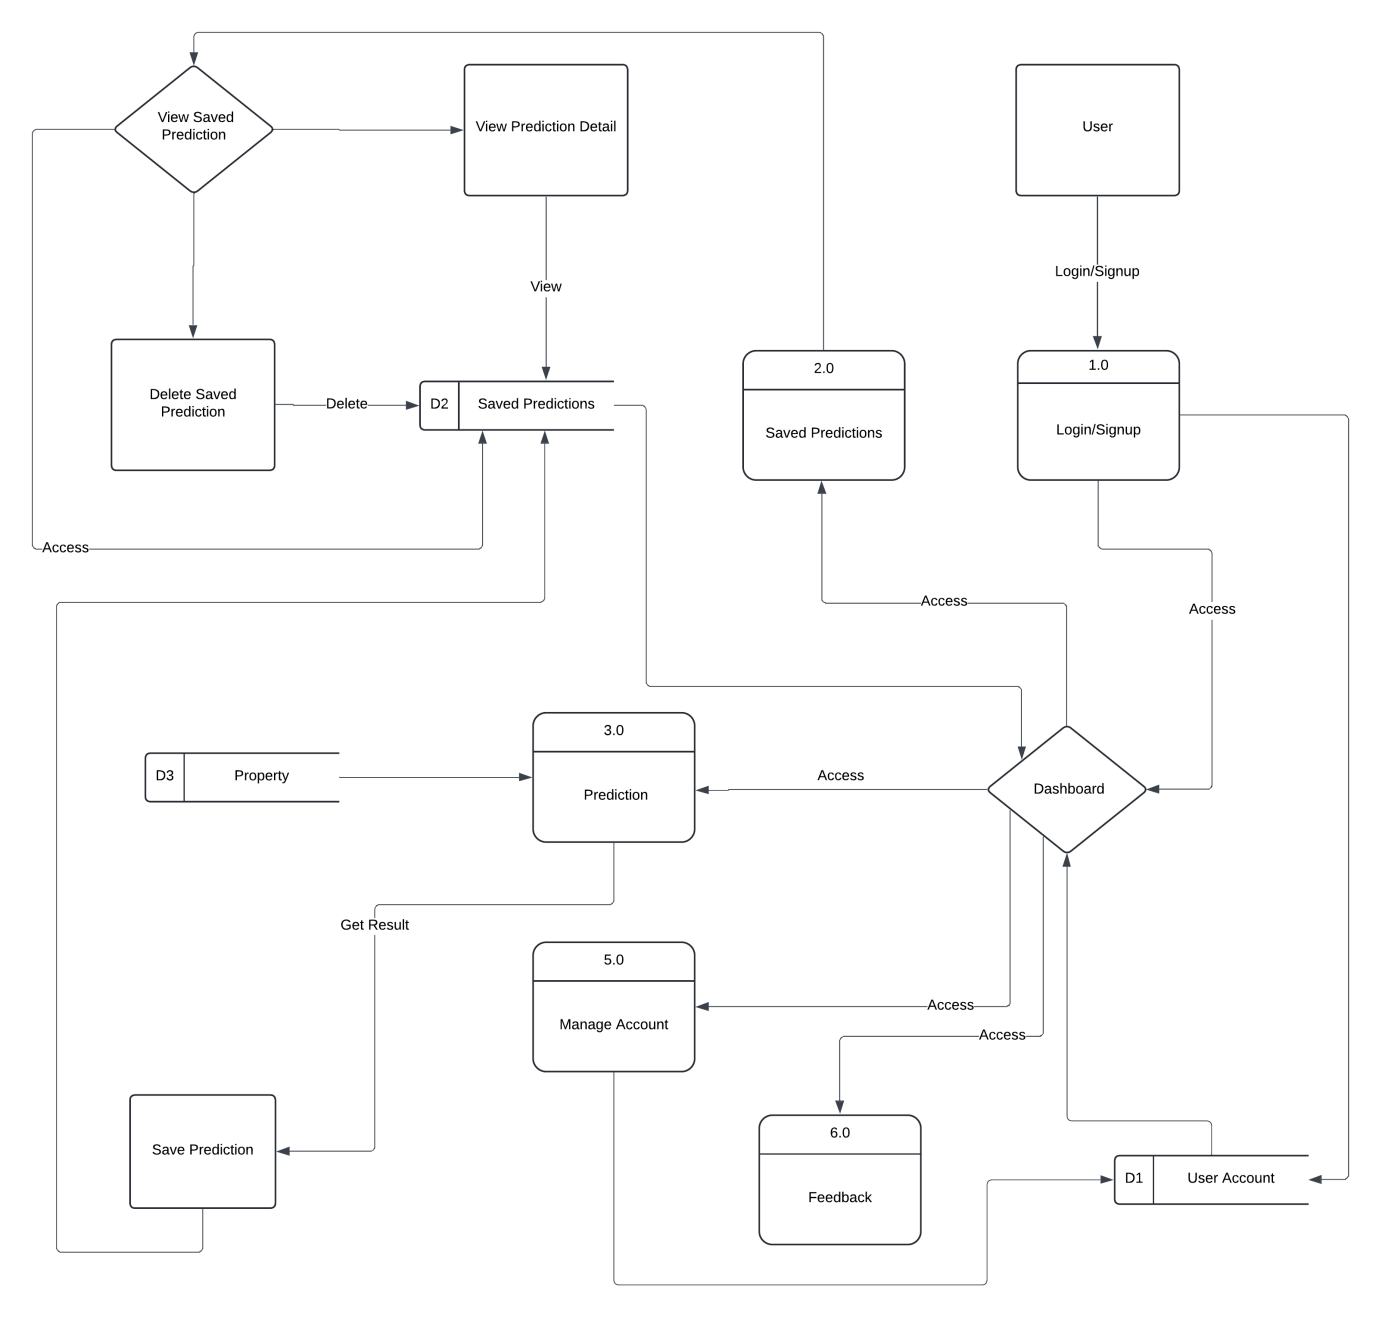 View Saved
Prediction
View Prediction Detail
User
Login/Signup
View
2.0
Saved Predictions
1.0
Login/Signup
Delete Saved
Prediction
Delete
D2
Saved Predictions
Access
Access
Access
3.0
Prediction
D3
Property
Access
Dashboard
Get Result
5.0
Manage Account
Access
Access
Save Prediction
6.0
Feedback
D1
User Account